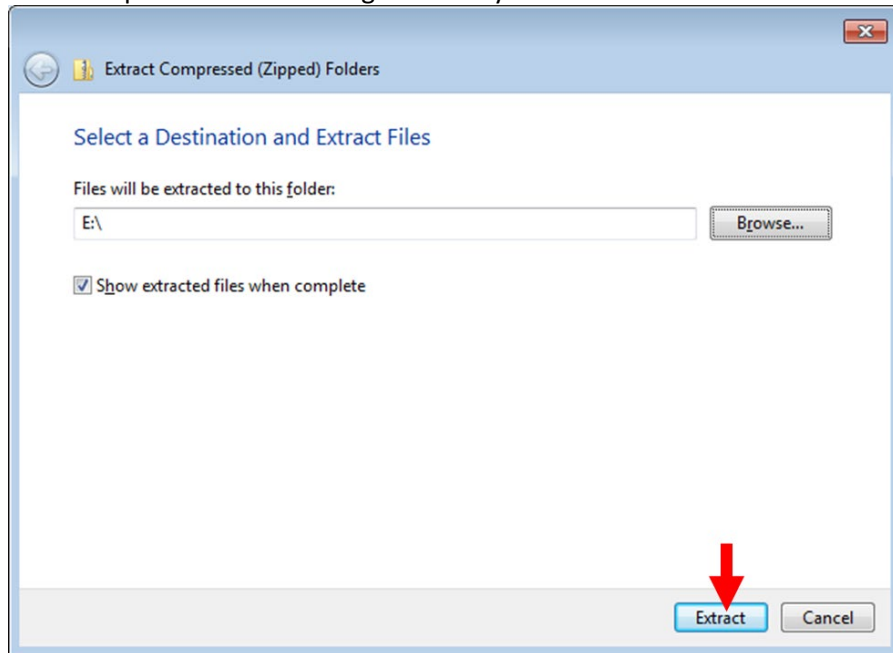 Extract Compressed (Zipped) Folders
Select a Destination and Extract Files
Files will be extracted to this folder:
E:\
Browse...
Show extracted files when complete
Extract Cancel